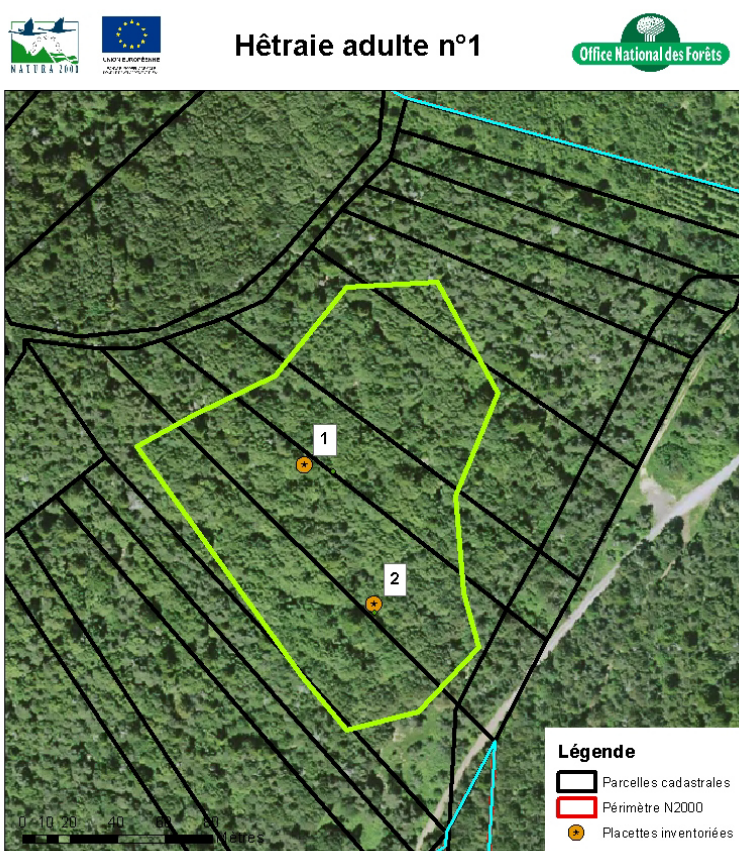 Hêtraie adulte n°1
NATURA 2000
UNION EUROPÉENNE
Office National des Forêts
1
2
Légende
Parcelles cadastrales
Périmètre N2000
Placettes inventoriées
0 10 20 40 60 80
Mètres